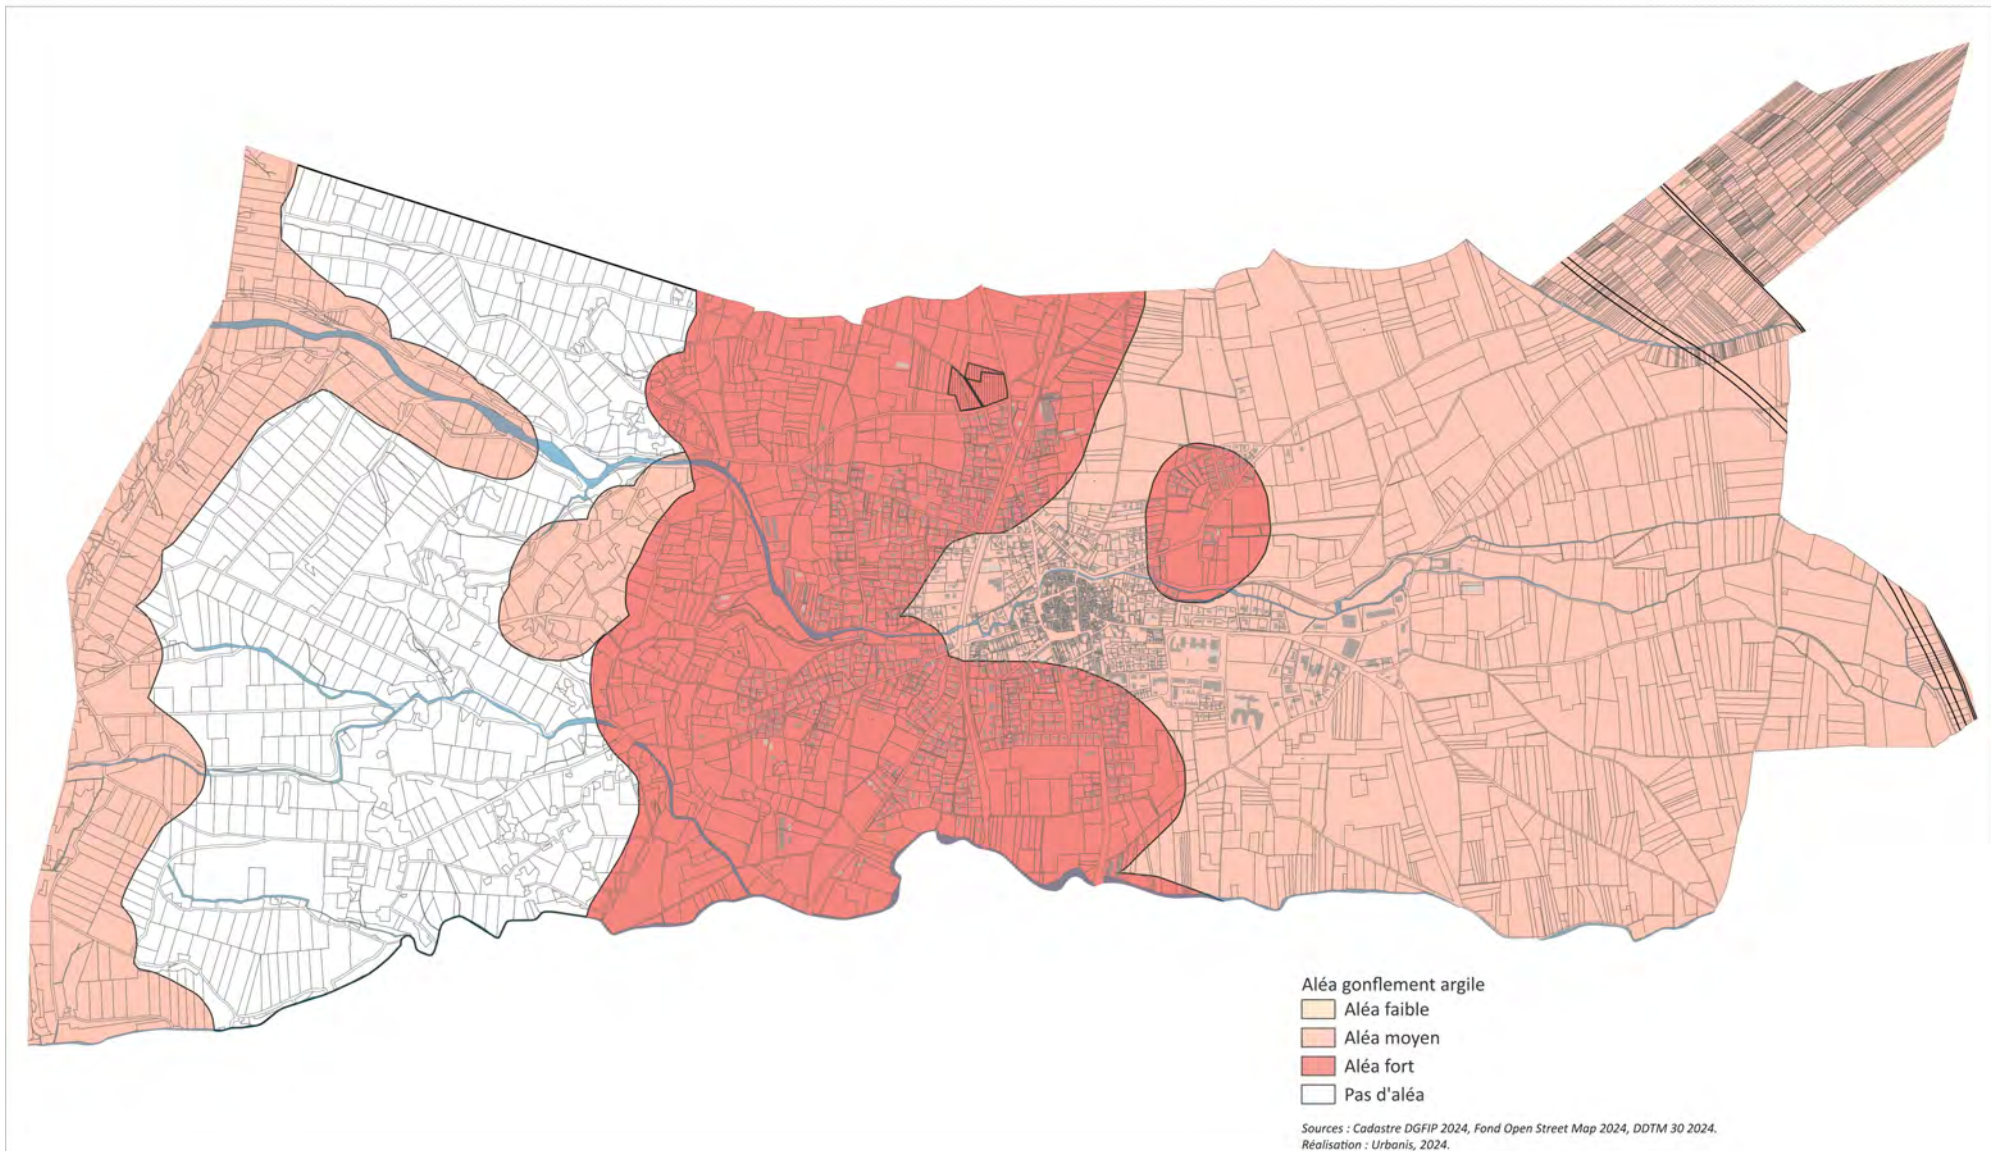 Aléa gonflement argile
Aléa faible
Aléa moyen
Aléa fort
Pas d'aléa
Sources : Cadastre DGFIP 2024, Fond Open Street Map 2024, DDTM 30 2024.
Réalisation : Urbanis, 2024.